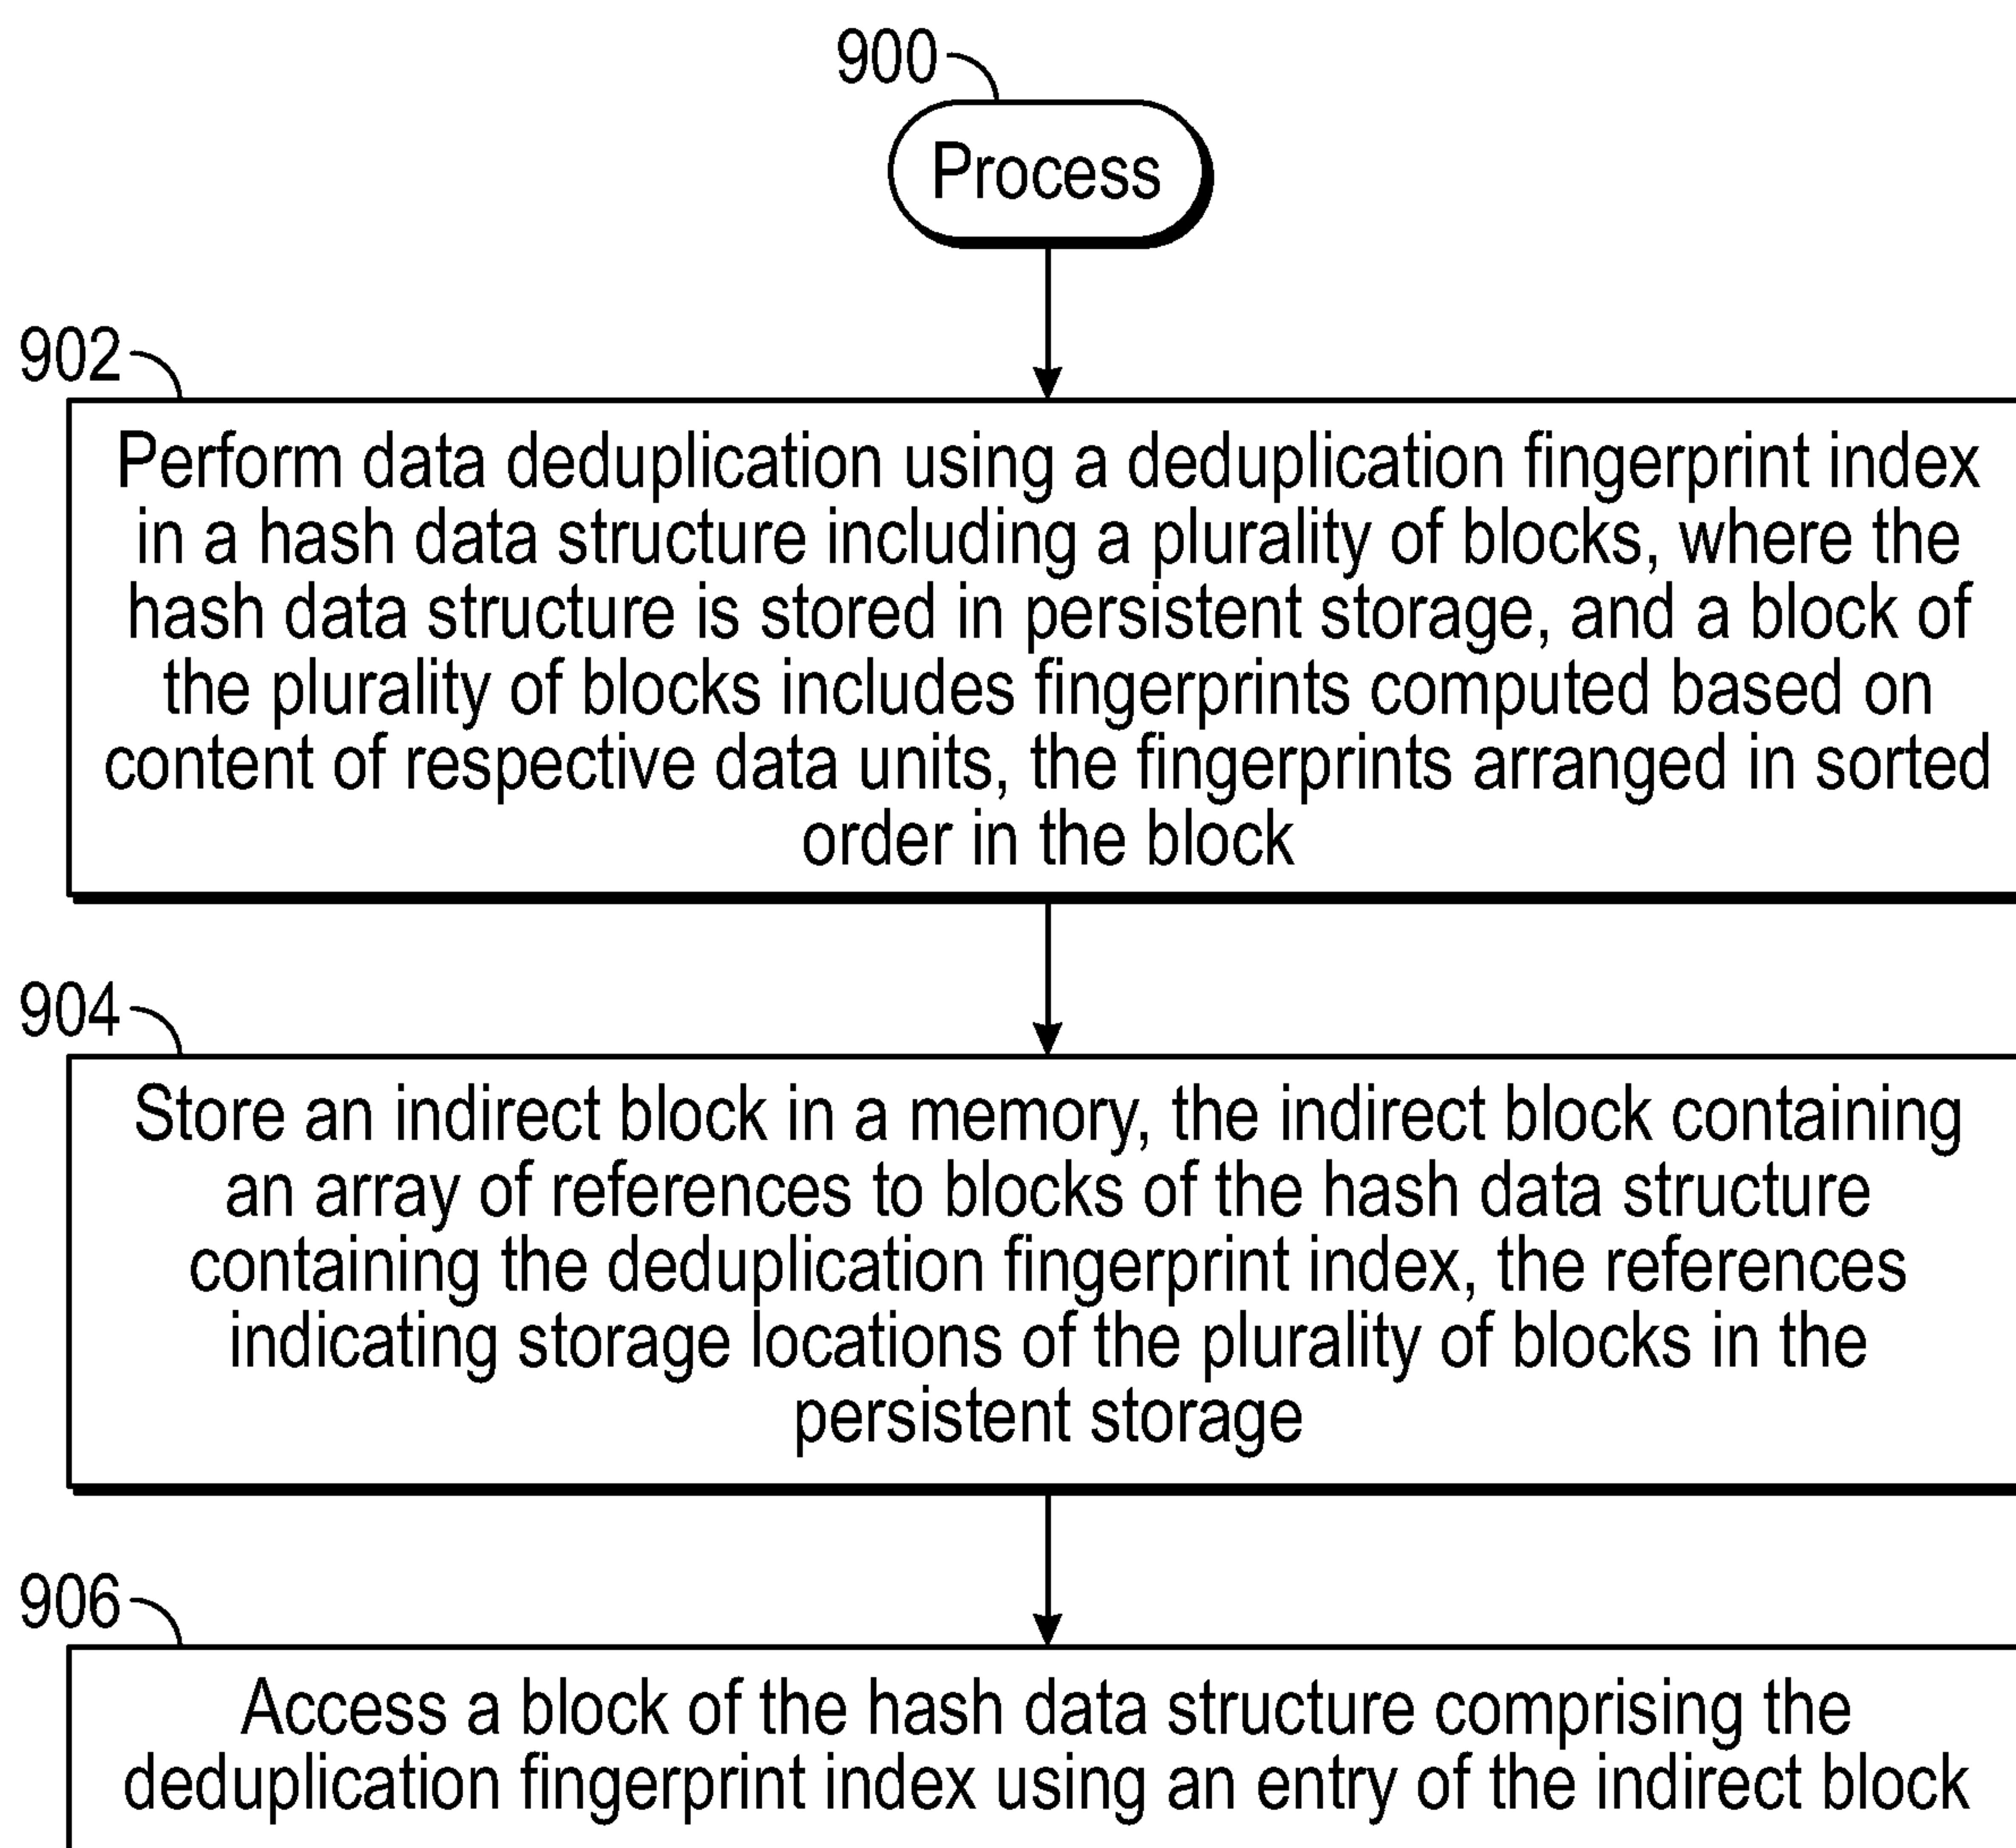 900
Process
902
Perform data deduplication using a deduplication fingerprint index
in a hash data structure including a plurality of blocks, where the
hash data structure is stored in persistent storage, and a block of
the plurality of blocks includes fingerprints computed based on
content of respective data units, the fingerprints arranged in sorted
order in the block
904
Store an indirect block in a memory, the indirect block containing
an array of references to blocks of the hash data structure
containing the deduplication fingerprint index, the references
indicating storage locations of the plurality of blocks in the
persistent storage
906
Access a block of the hash data structure comprising the
deduplication fingerprint index using an entry of the indirect block